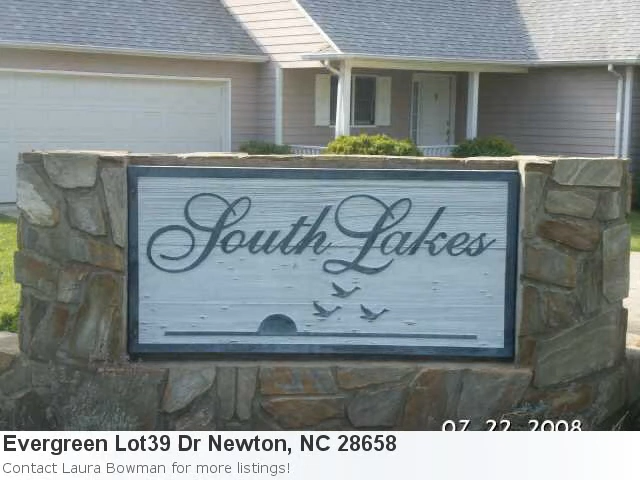 South Lakes
07 22 2008
Evergreen Lot39 Dr Newton, NC 28658
Contact Laura Bowman for more listings!